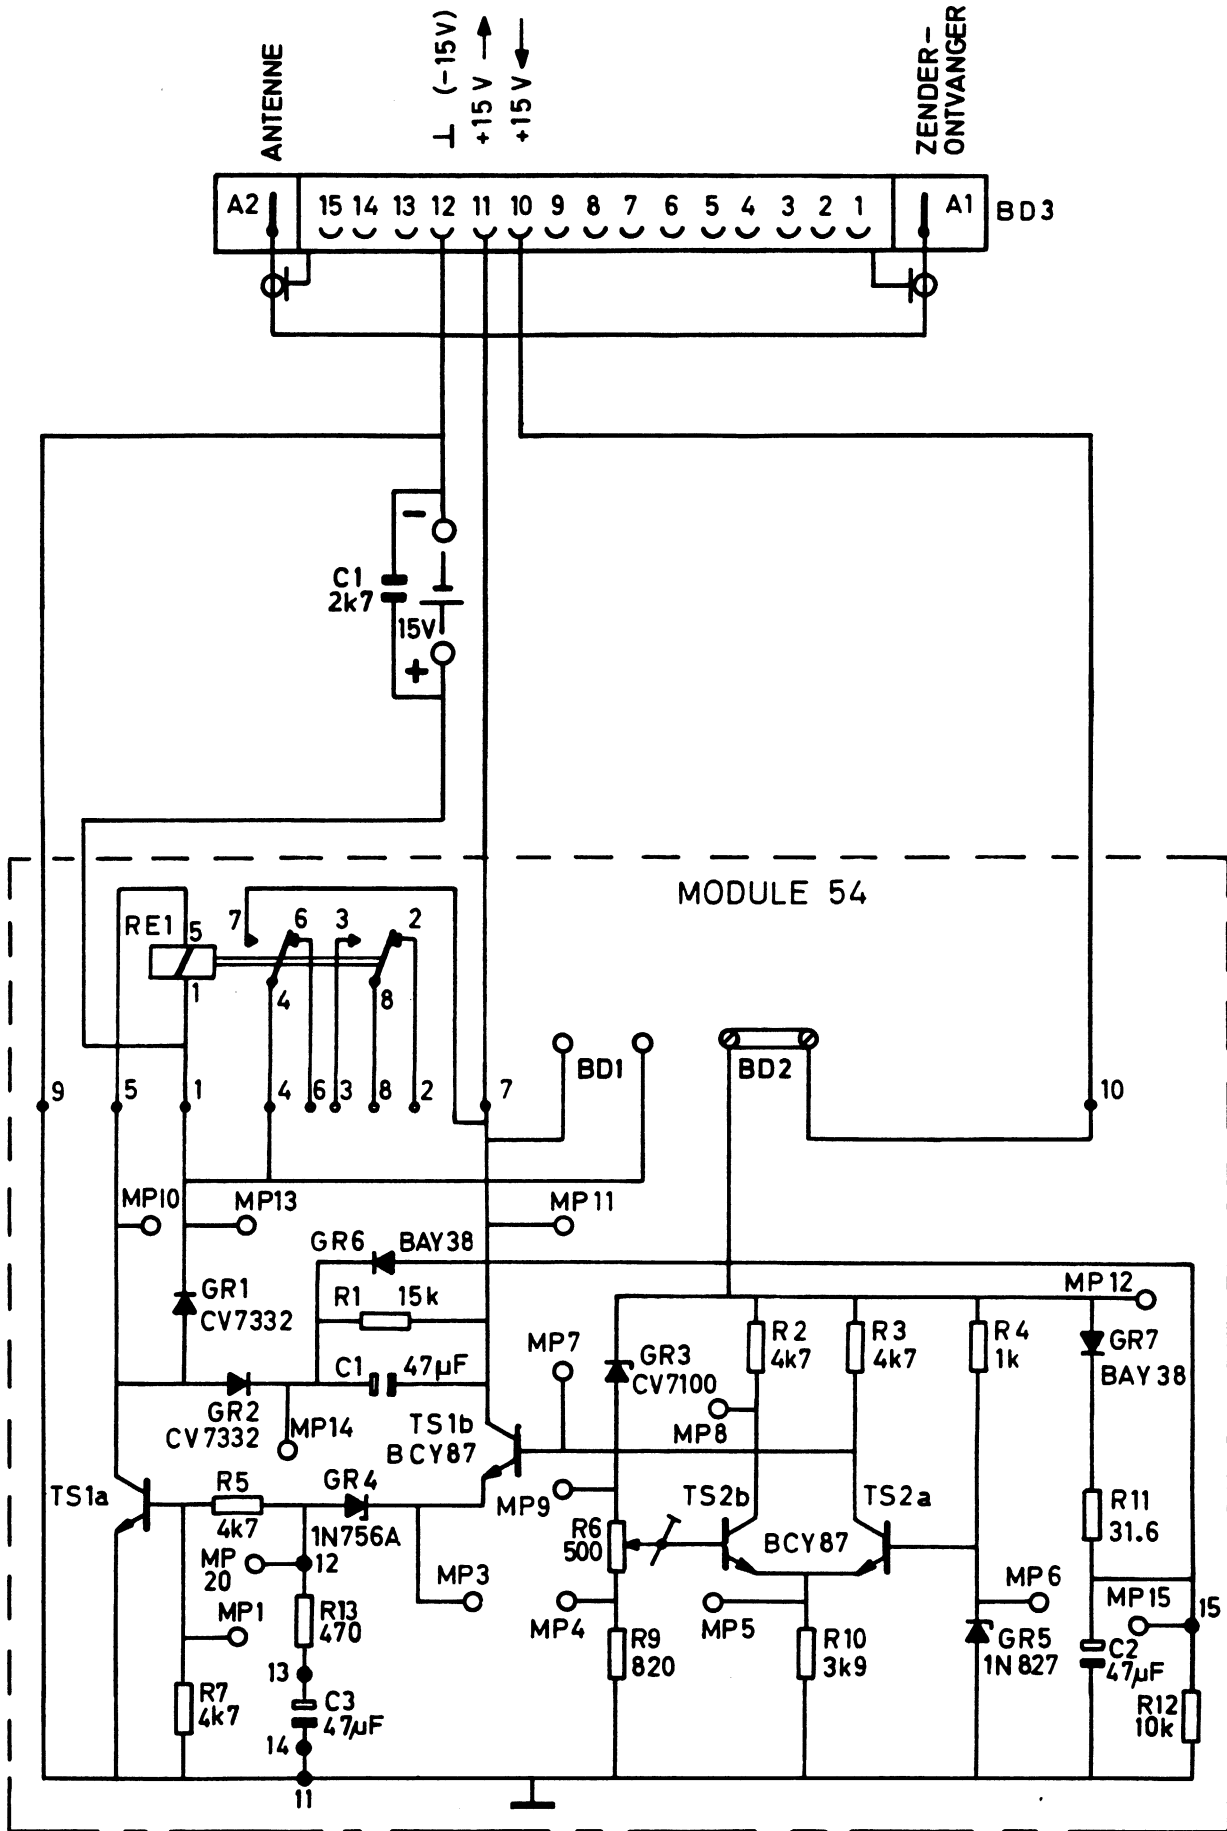 ANTENNE
⊥ (-15V)
+15V →
+15V ←
ZENDER-
ONTVANGER
A2
15 14 13 12 11 10 9 8 7 6 5 4 3 2 1
A1
BD3
C1
2k7
-
15V
+
MODULE 54
RE1
5
7
6
3
2
1
4
8
BD1
BD2
9
5
1
4
6
3
8
2
7
10
MP10
MP13
MP11
GR6
BAY38
GR1
CV7332
R1
15k
MP12
MP7
GR3
CV7100
R2
4k7
R3
4k7
R4
1k
GR7
BAY38
C1
47µF
GR2
CV7332
MP14
TS1b
BCY87
MP8
TS1a
R5
4k7
GR4
1N756A
MP9
TS2b
TS2a
BCY87
R11
31.6
R6
500
MP
20
12
MP3
MP4
MP5
MP6
MP15
15
MP1
R13
470
R9
820
R10
3k9
GR5
1N827
C2
47µF
13
R7
4k7
C3
47µF
R12
10k
14
11